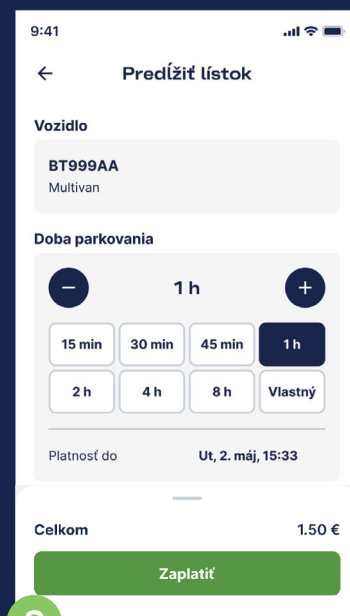 9:41
Predĺžiť lístok
Vozidlo
BT999AA
Multivan
Doba parkovania
1 h
15 min 30 min 45 min 1 h
2 h 4 h 8 h Vlastný
Platnosť do Ut, 2. máj, 15:33
Celkom 1.50 €
Zaplatiť